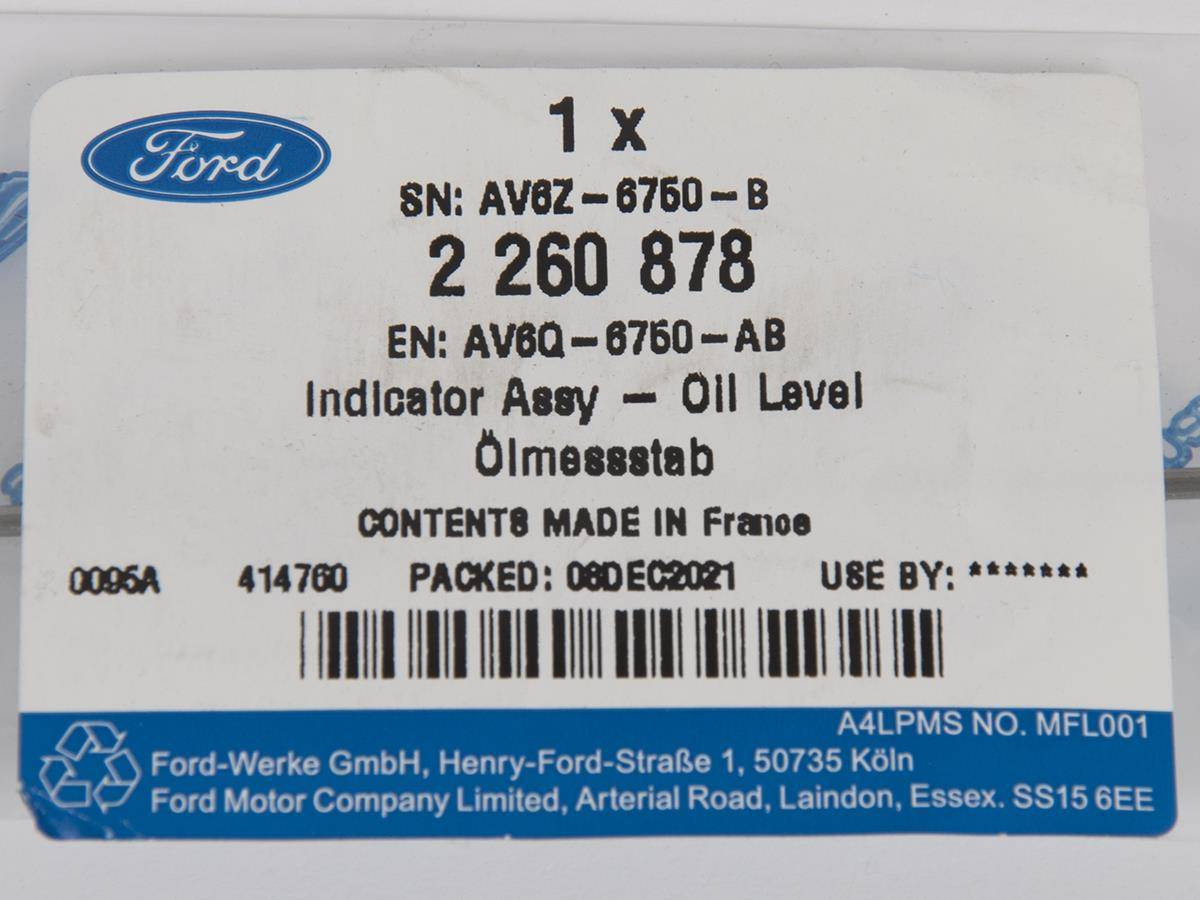 Ford
1 x
SN: AV6Z-6750-B
2 260 878
EN: AV6Q-6750-AB
Indicator Assy - Oil Level
Ölmessstab
CONTENTS MADE IN France
0095A 414760 PACKED: 08DEC2021 USE BY: *******
A4LPMS NO. MFL001
Ford-Werke GmbH, Henry-Ford-Straße 1, 50735 Köln
Ford Motor Company Limited, Arterial Road, Laindon, Essex. SS15 6EE